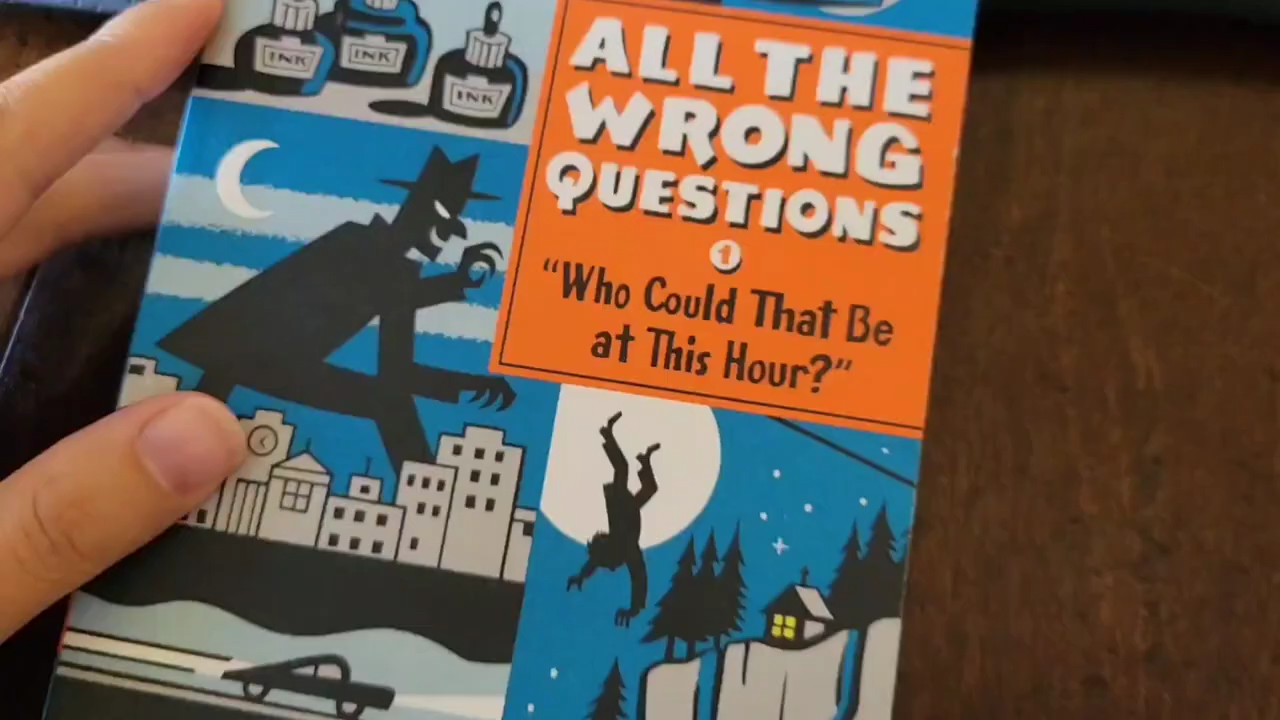 INK
INK
INK
ALL THE
WRONG
QUESTIONS
1
"Who Could That Be
at This Hour?"